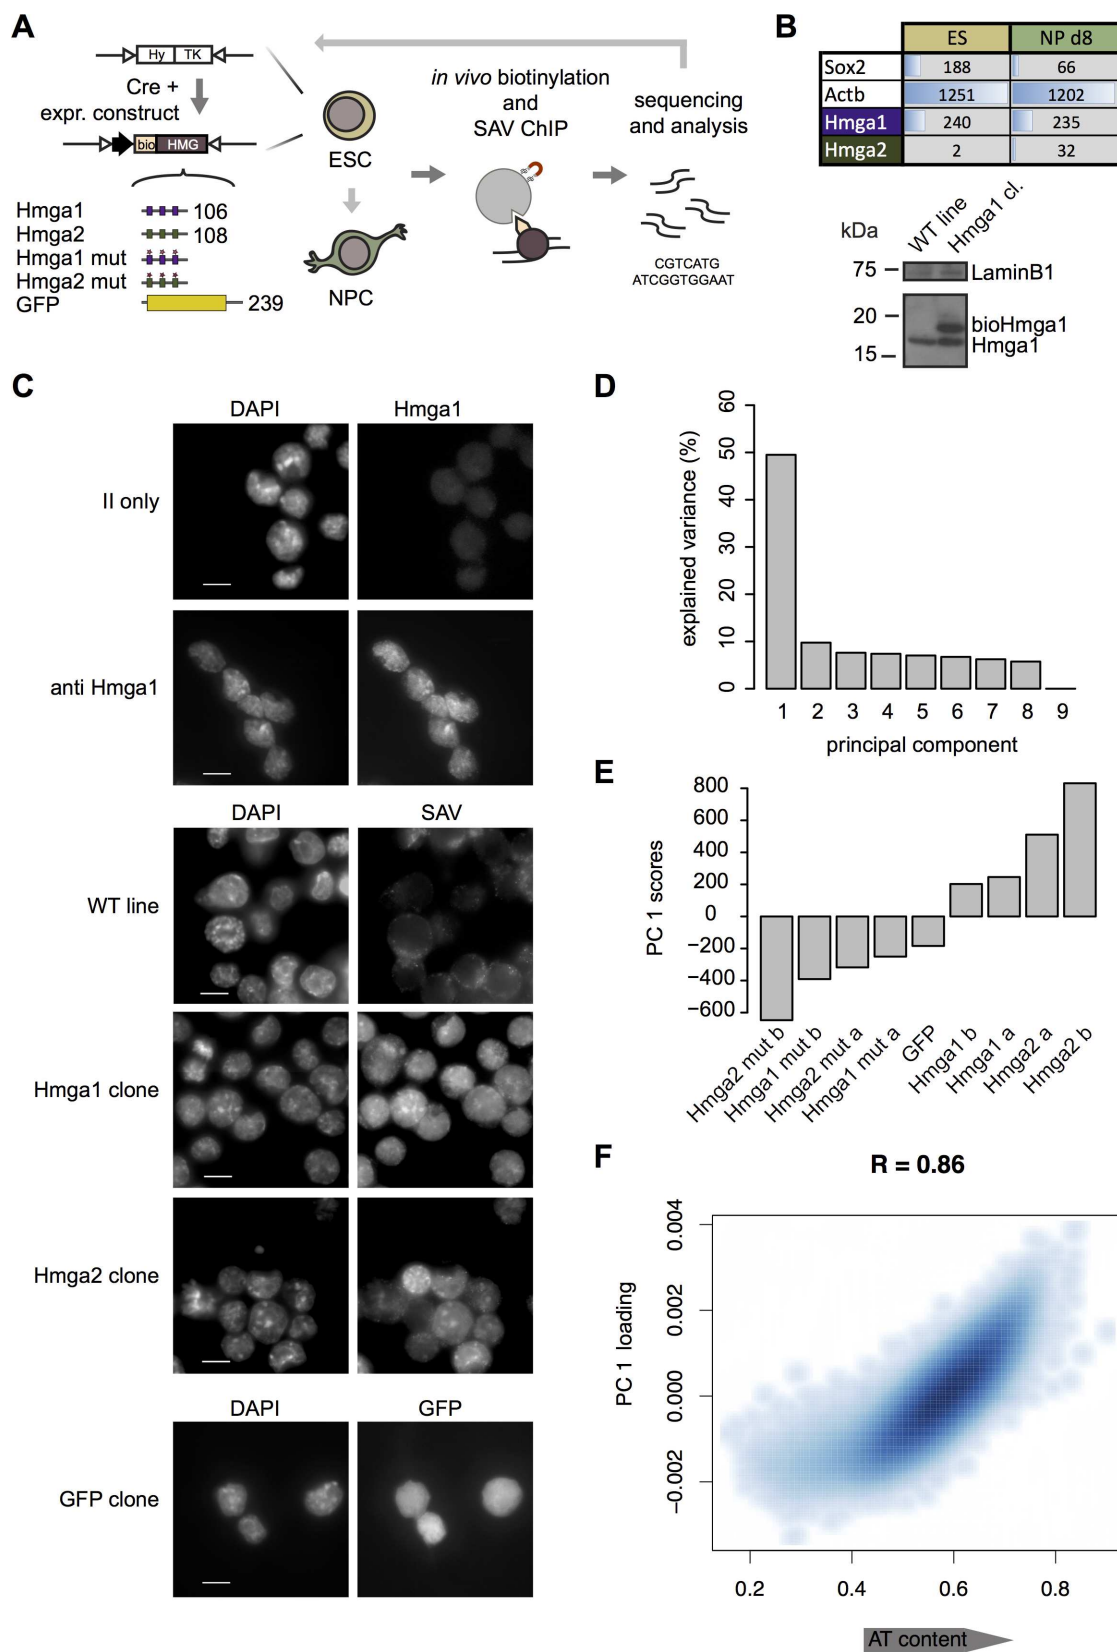 A
Hy TK
Cre +
expr. construct
bio HMG
Hmga1 106
Hmga2 108
Hmga1 mut
Hmga2 mut
GFP 239
ESC
NPC
in vivo biotinylation
and
SAV ChIP
sequencing
and analysis
CGTCATG
ATCGGTGGAAT
B
ES NP d8
Sox2 188 66
Actb 1251 1202
Hmga1 240 235
Hmga2 2 32
kDa WT line Hmga1 cl.
75 LaminB1
20 bioHmga1
Hmga1
15
C
DAPI Hmga1
II only
anti Hmga1
DAPI SAV
WT line
Hmga1 clone
Hmga2 clone
DAPI GFP
GFP clone
D
explained variance (%)
60
50
40
30
20
10
0
1 2 3 4 5 6 7 8 9
principal component
E
PC 1 scores
800
600
400
200
0
−200
−400
−600
Hmga2 mut b
Hmga1 mut b
Hmga2 mut a
Hmga1 mut a
GFP
Hmga1 b
Hmga1 a
Hmga2 a
Hmga2 b
F
R = 0.86
PC 1 loading
0.004
0.002
0.000
−0.002
0.2 0.4 0.6 0.8
AT content